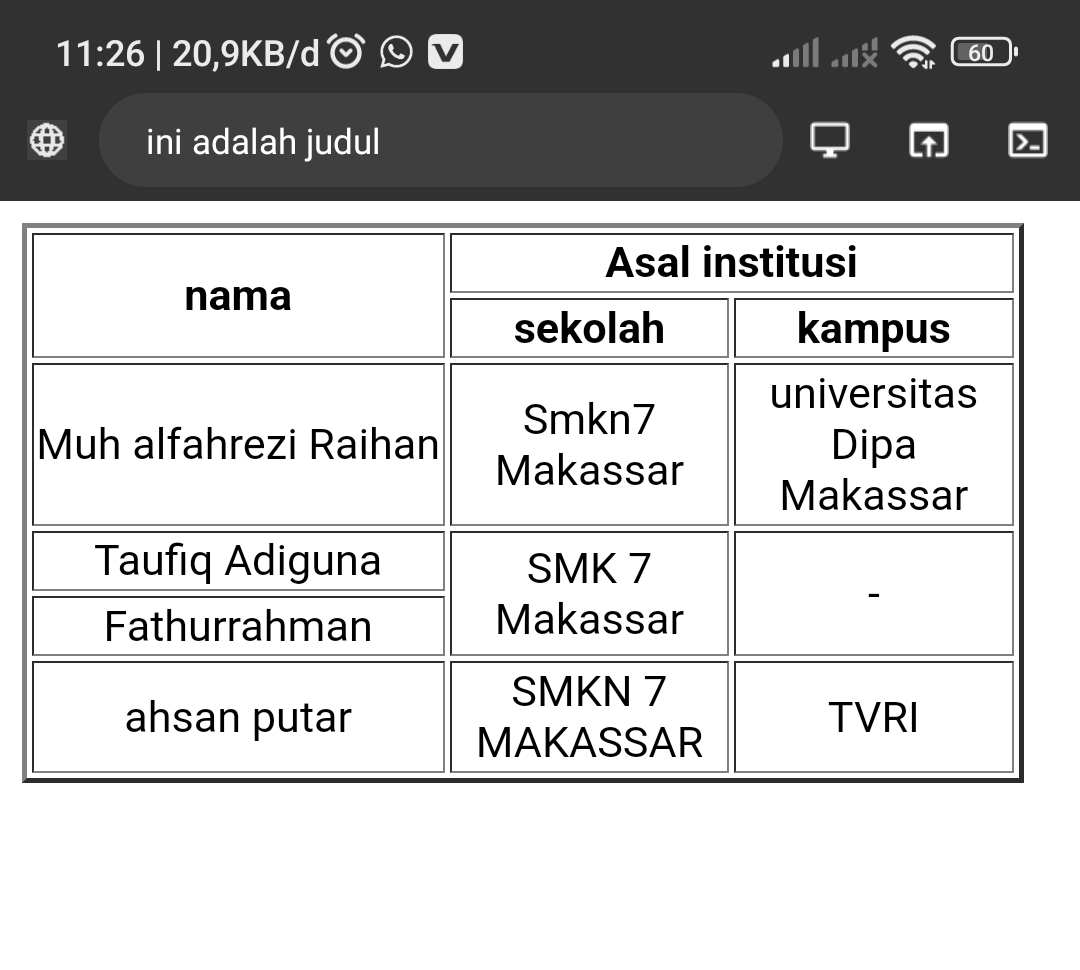 11:26 | 20,9KB/d
60
ini adalah judul
nama
Asal institusi
sekolah
kampus
Muh alfahrezi Raihan
Smkn7
Makassar
universitas
Dipa
Makassar
Taufiq Adiguna
SMK 7
Makassar
-
Fathurrahman
ahsan putar
SMKN 7
MAKASSAR
TVRI